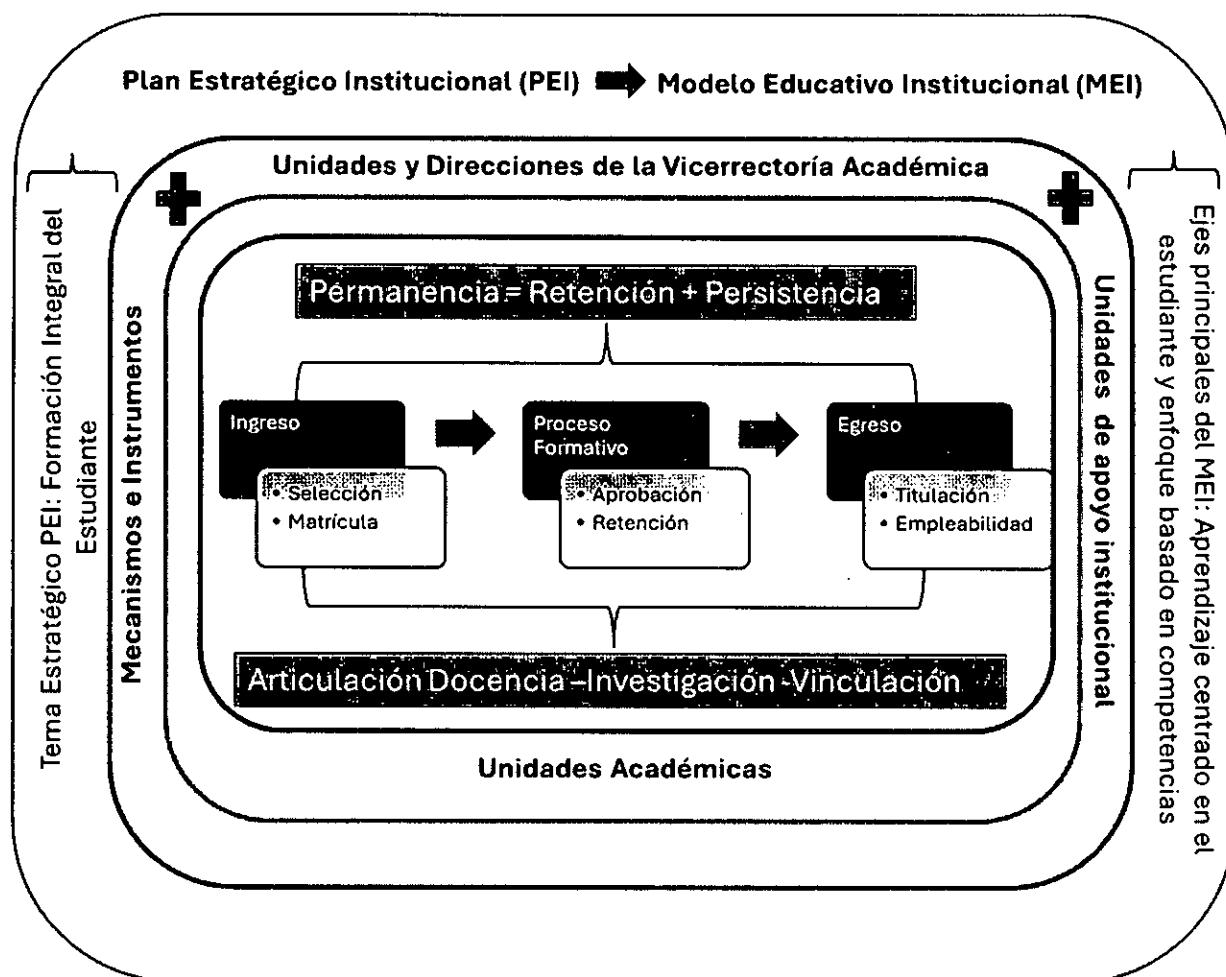 Plan Estratégico Institucional (PEI) Modelo Educativo Institucional (MEI)
Unidades y Direcciones de la Vicerrectoría Académica
Tema Estratégico PEI: Formación Integral del
Estudiante
Mecanismos e Instrumentos
Permanencia = Retención + Persistencia
Ingreso
• Selección
• Matrícula
Proceso
Formativo
• Aprobación
• Retención
Egreso
• Titulación
• Empleabilidad
Articulación Docencia –Investigación -Vinculación
Unidades Académicas
Unidades de apoyo institucional
Ejes principales del MEI: Aprendizaje centrado en el
estudiante y enfoque basado en competencias